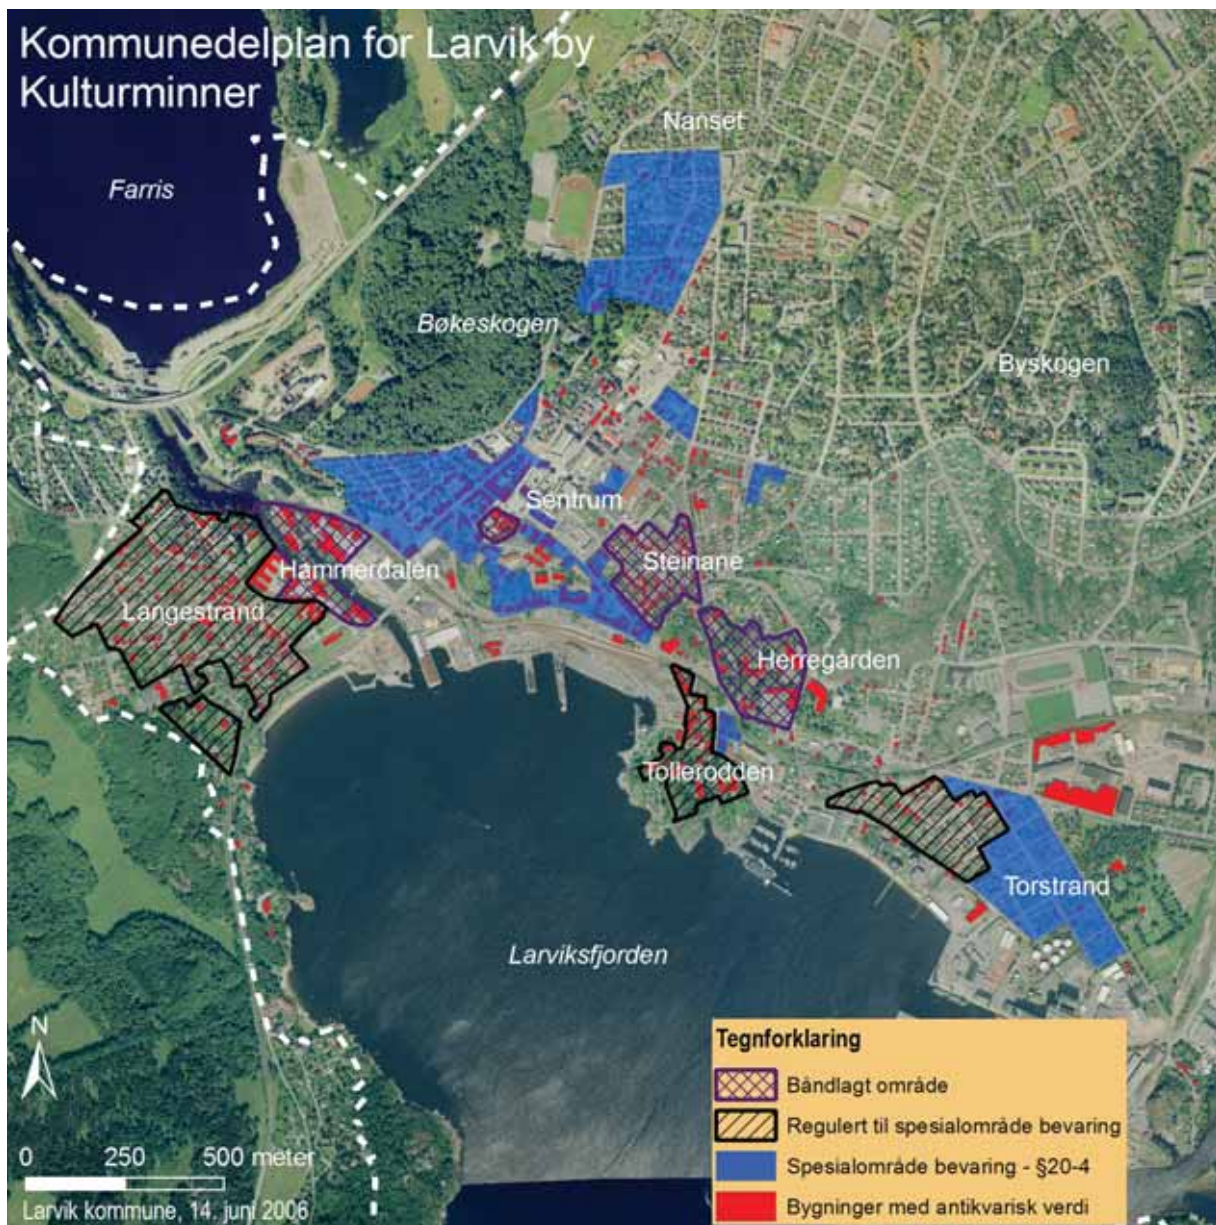 Kommunedelplan for Larvik by
Kulturminner
Nanset
Farris
Bøkeskogen
Byskogen
Sentrum
Steinane
Hammerdalen
Langestrand
Herregården
Tollerodden
Torstrand
Larviksfjorden
N
0 250 500 meter
Larvik kommune, 14. juni 2006
Tegnforklaring
Båndlagt område
Regulert til spesialområde bevaring
Spesialområde bevaring - §20-4
Bygninger med antikvarisk verdi